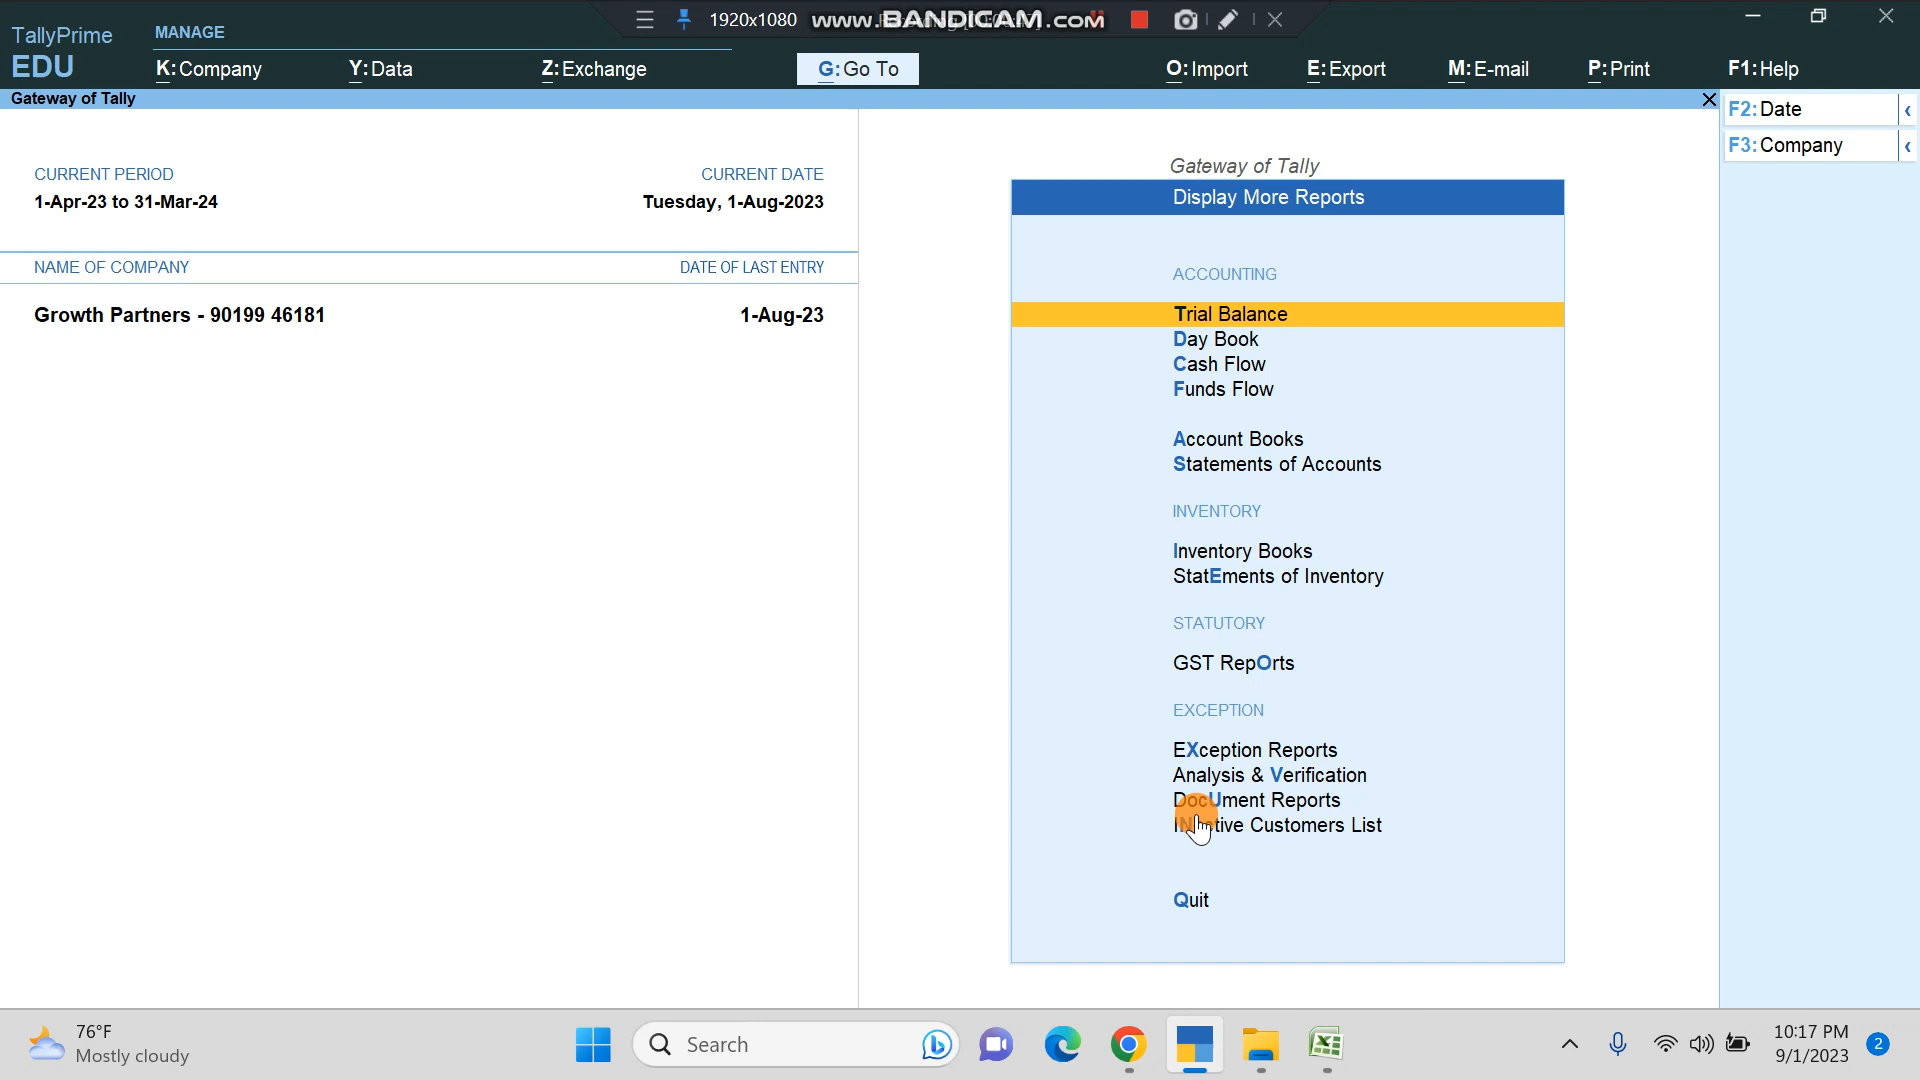 1920x1080
www.BANDICAM.com
TallyPrime
EDU
MANAGE
K:Company
Y:Data
Z:Exchange
G:Go To
O:Import
E:Export
M:E-mail
P:Print
F1:Help
Gateway of Tally
F2:Date
F3:Company
CURRENT PERIOD
CURRENT DATE
1-Apr-23 to 31-Mar-24
Tuesday, 1-Aug-2023
NAME OF COMPANY
DATE OF LAST ENTRY
Growth Partners - 90199 46181
1-Aug-23
Gateway of Tally
Display More Reports
ACCOUNTING
Trial Balance
Day Book
Cash Flow
Funds Flow
Account Books
Statements of Accounts
INVENTORY
Inventory Books
StatEments of Inventory
STATUTORY
GST RepOrts
EXCEPTION
EXception Reports
Analysis & Verification
DocUment Reports
Customers List
Quit
76°F
Mostly cloudy
Search
10:17 PM
9/1/2023
2